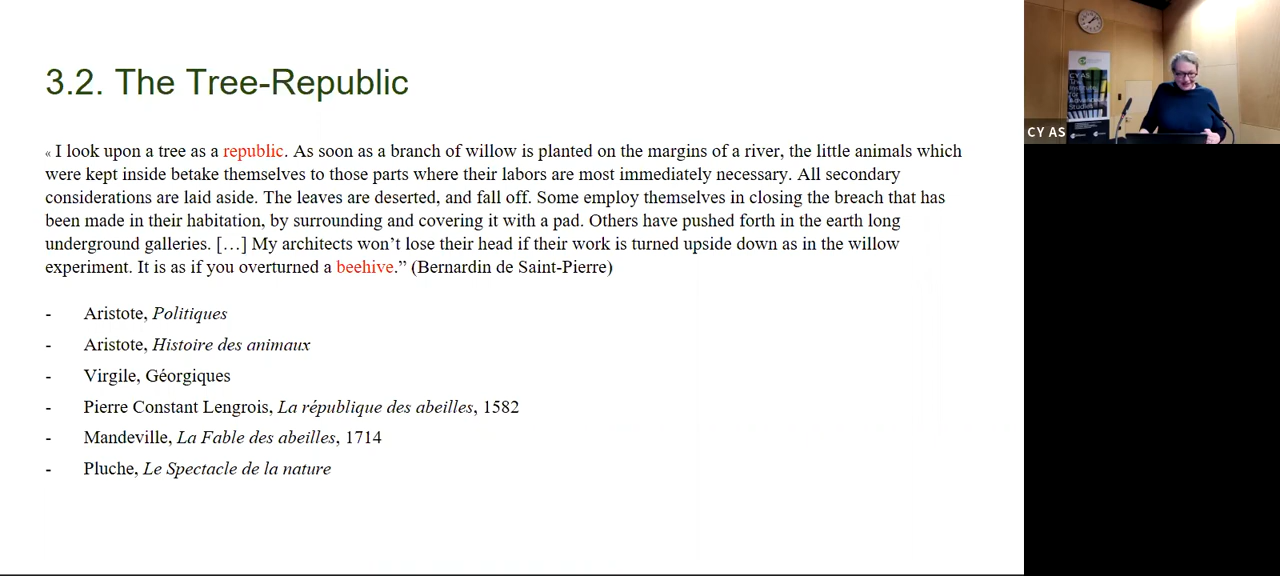 3.2. The Tree-Republic
« I look upon a tree as a republic. As soon as a branch of willow is planted on the margins of a river, the little animals which
were kept inside betake themselves to those parts where their labors are most immediately necessary. All secondary
considerations are laid aside. The leaves are deserted, and fall off. Some employ themselves in closing the breach that has
been made in their habitation, by surrounding and covering it with a pad. Others have pushed forth in the earth long
underground galleries. […] My architects won’t lose their head if their work is turned upside down as in the willow
experiment. It is as if you overturned a beehive.” (Bernardin de Saint-Pierre)
- Aristote, Politiques
- Aristote, Histoire des animaux
- Virgile, Géorgiques
- Pierre Constant Lengrois, La république des abeilles, 1582
- Mandeville, La Fable des abeilles, 1714
- Pluche, Le Spectacle de la nature
CY AS
The
Institute
for
Advanced
Studies
CY AS